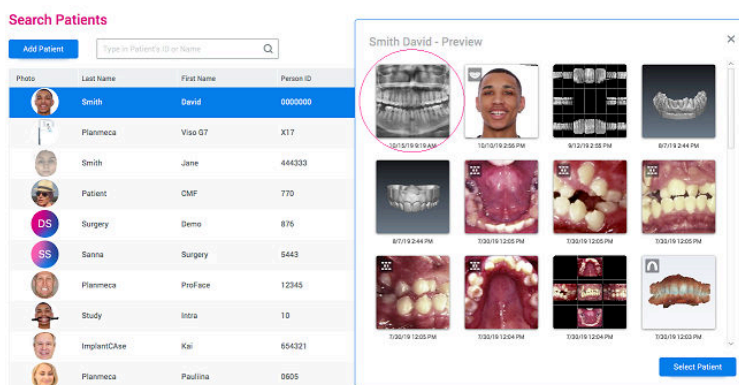 Search Patients
Add Patient
Type in Patient's ID or Name
Photo Last Name First Name Person ID
Smith David 0000000
Planmeca Viso G7 X17
Smith Jane 444333
Patient CMF 770
DS Surgery Demo 876
SS Sanna Surgery 5443
Planmeca ProFace 12345
Study Intra 10
ImplantCAse Kai 654321
Planmeca Pauliina 0605
Smith David - Preview
10/15/19 9:19 AM 10/10/19 2:56 PM 9/12/19 2:55 PM 8/7/19 2:44 PM
8/7/19 2:44 PM 7/30/19 12:05 PM 7/30/19 12:05 PM 7/30/19 12:05 PM
7/30/19 12:05 PM 7/30/19 12:04 PM 7/30/19 12:04 PM 7/30/19 12:03 PM
Select Patient